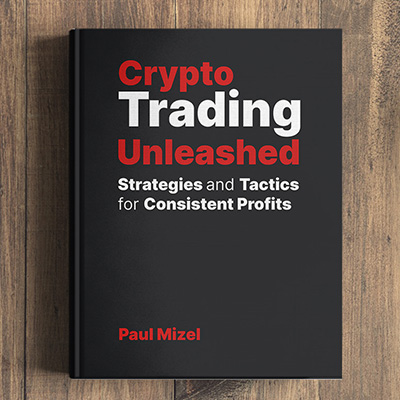 Crypto
Trading
Unleashed
Strategies and Tactics
for Consistent Profits
Paul Mizel